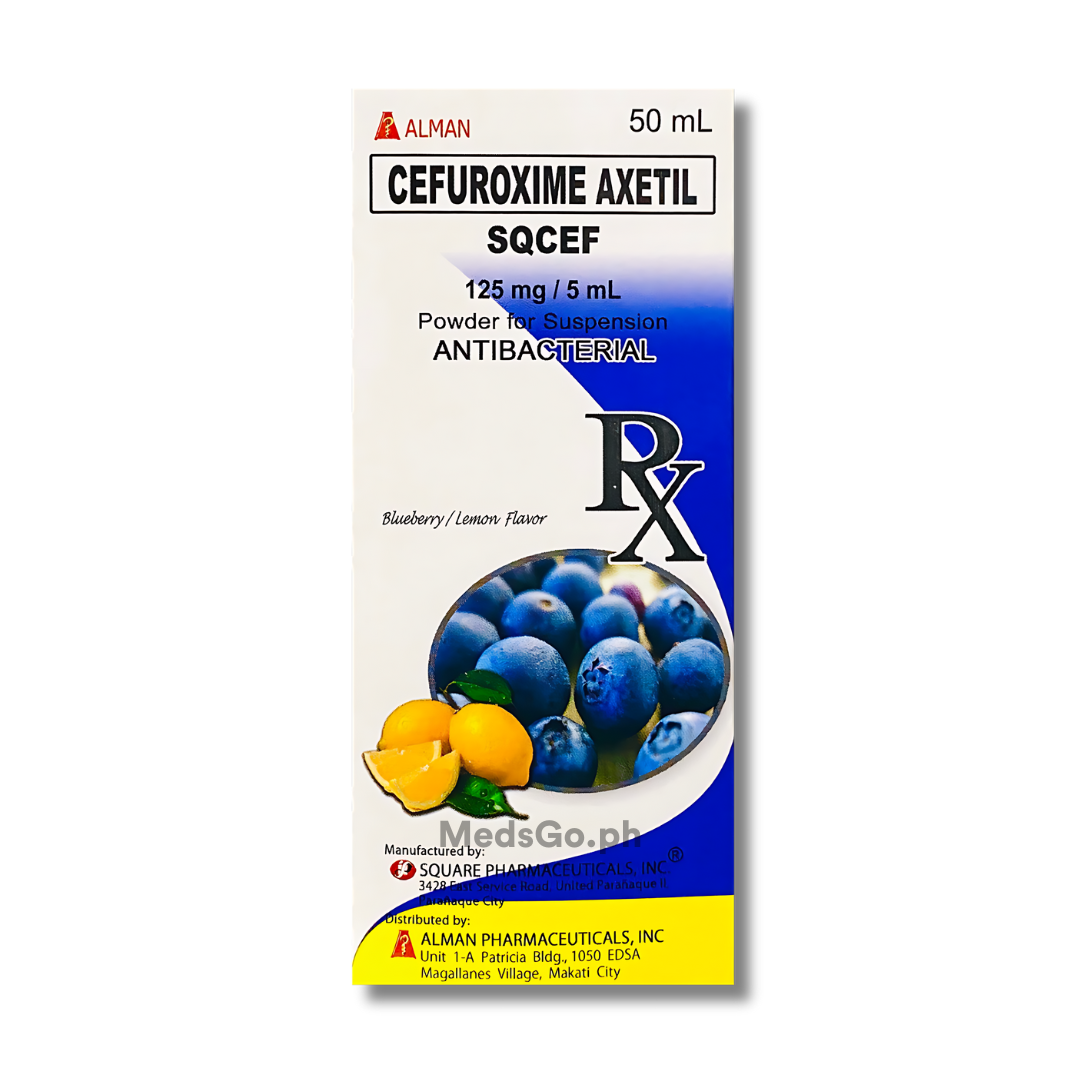 ALMAN
50 mL
CEFUROXIME AXETIL
SQCEF
125 mg / 5 mL
Powder for Suspension
ANTIBACTERIAL
Rx
Blueberry / Lemon Flavor
MedsGo.ph
Manufactured by:
SQUARE PHARMACEUTICALS, INC.®
3428 East Service Road, United Parañaque II,
Parañaque City
Distributed by:
ALMAN PHARMACEUTICALS, INC
Unit 1-A Patricia Bldg., 1050 EDSA
Magallanes Village, Makati City